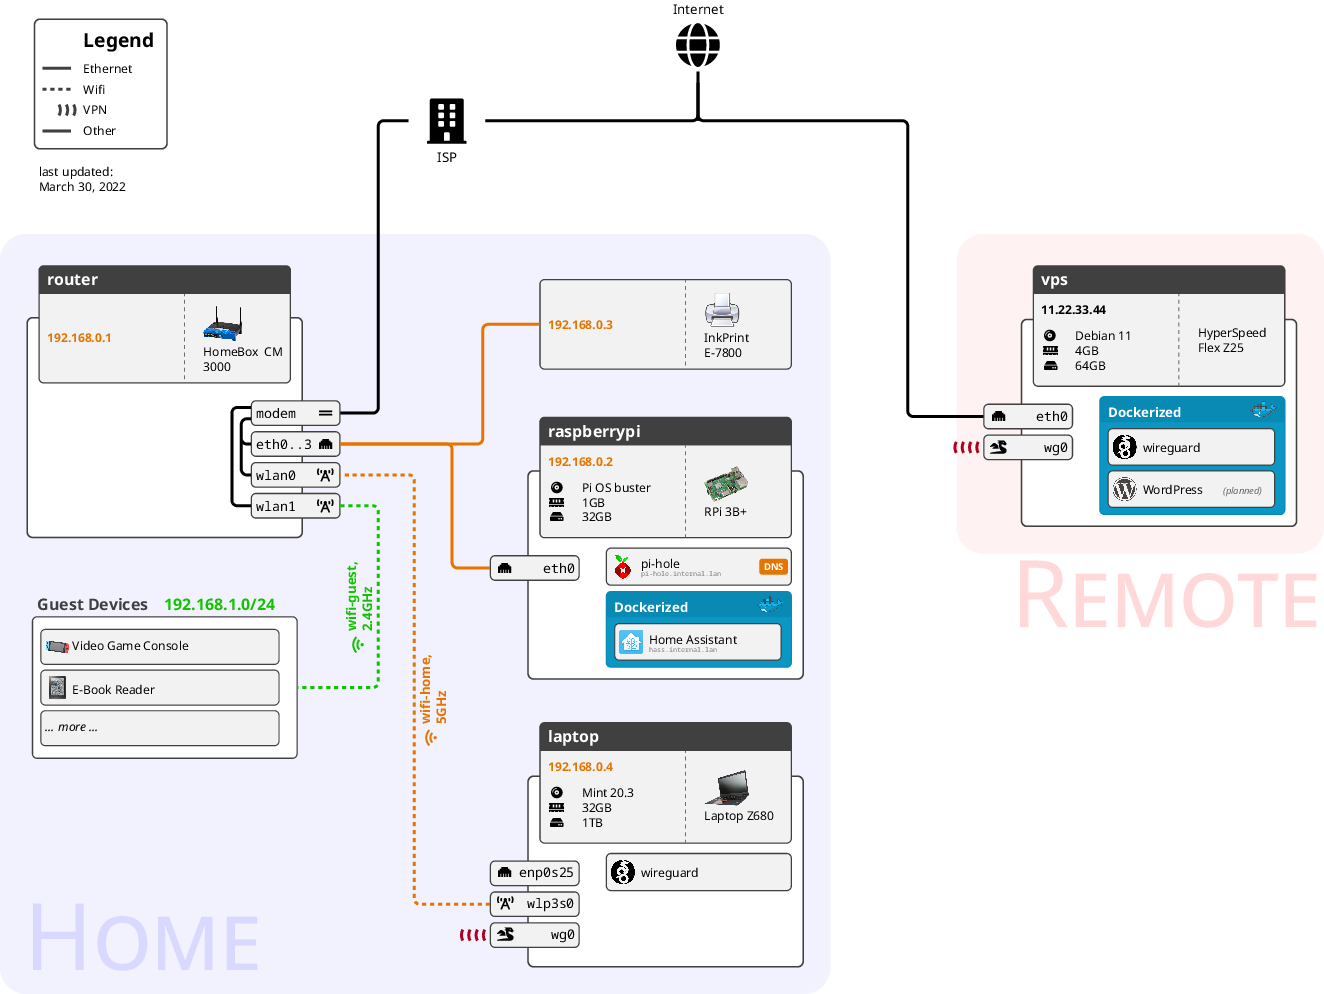 Internet
Legend
Ethernet
Wifi
VPN
Other
last updated:
March 30, 2022
ISP
router
192.168.0.1
HomeBox CM
3000
modem
eth0..3
wlan0
wlan1
192.168.0.3
InkPrint
E-7800
raspberrypi
192.168.0.2
Pi OS buster
1GB
32GB
RPi 3B+
eth0
pi-hole
pi-hole.internal.lan
DNS
Dockerized
Home Assistant
hass.internal.lan
wifi-guest,
2.4GHz
wifi-home,
5GHz
Guest Devices 192.168.1.0/24
Video Game Console
E-Book Reader
... more ...
laptop
192.168.0.4
Mint 20.3
32GB
1TB
Laptop Z680
enp0s25
wlp3s0
wg0
wireguard
HOME
vps
11.22.33.44
Debian 11
4GB
64GB
HyperSpeed
Flex Z25
eth0
wg0
Dockerized
wireguard
WordPress (planned)
REMOTE